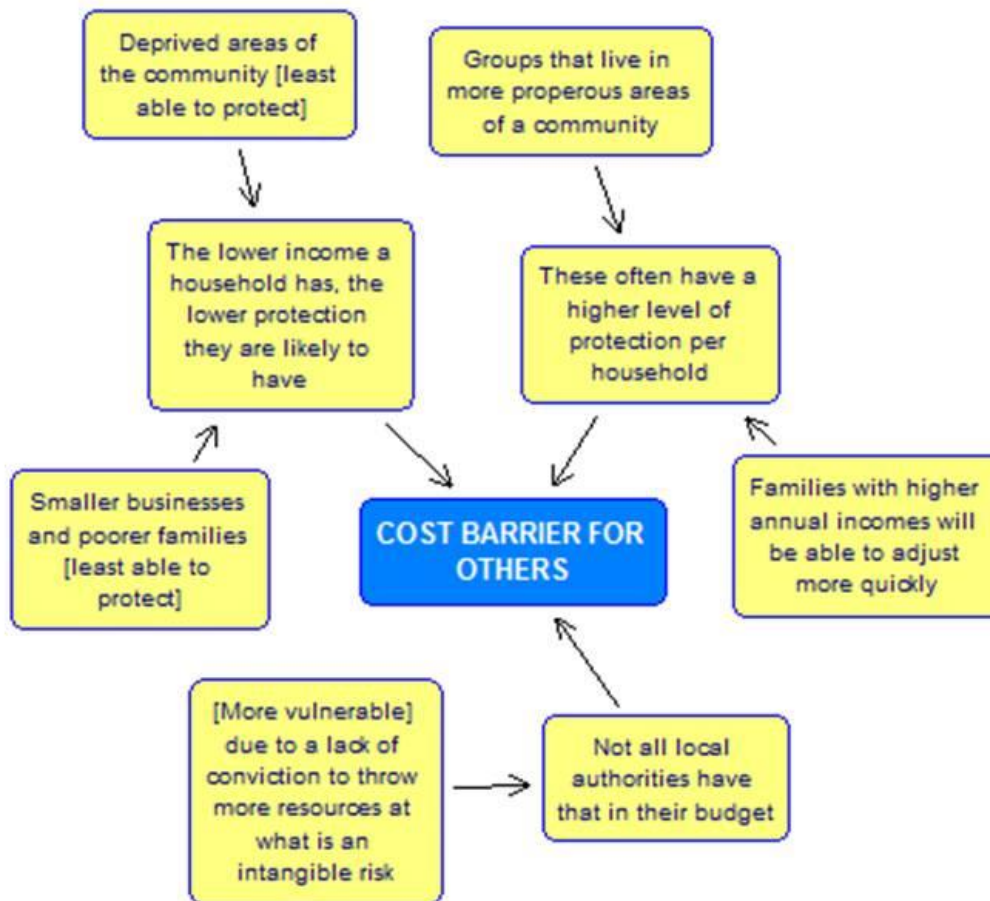 Deprived areas of
the community [least
able to protect]
Groups that live in
more properous areas
of a community
The lower income a
household has, the
lower protection
they are likely to
have
These often have a
higher level of
protection per
household
Smaller businesses
and poorer families
[least able to
protect]
COST BARRIER FOR
OTHERS
Families with higher
annual incomes will
be able to adjust
more quickly
[More vulnerable]
due to a lack of
conviction to throw
more resources at
what is an
intangible risk
Not all local
authorities have
that in their budget